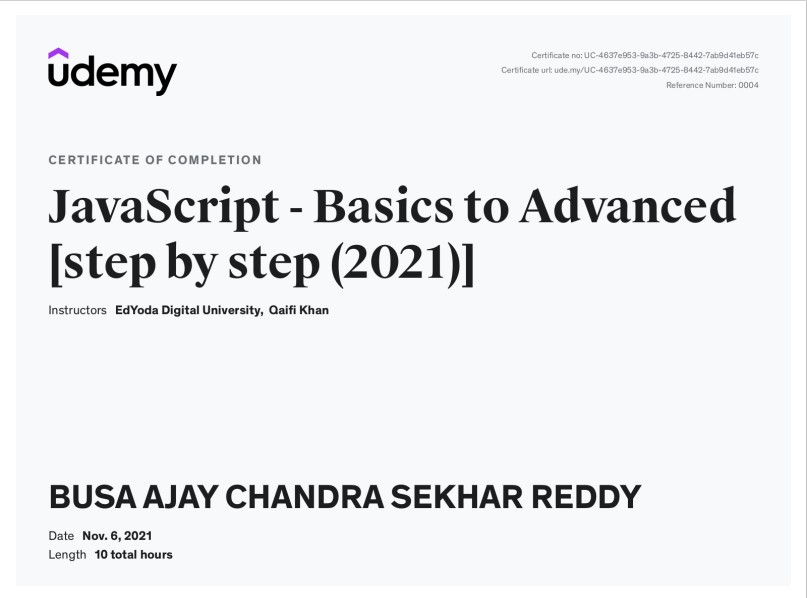 udemy
Certificate no: UC-4637e953-9a3b-4725-8442-7ab9d41eb57c
Certificate url: ude.my/UC-4637e953-9a3b-4725-8442-7ab9d41eb57c
Reference Number: 0004
CERTIFICATE OF COMPLETION
JavaScript - Basics to Advanced
[step by step (2021)]
Instructors EdYoda Digital University, Qaifi Khan
BUSA AJAY CHANDRA SEKHAR REDDY
Date Nov. 6, 2021
Length 10 total hours